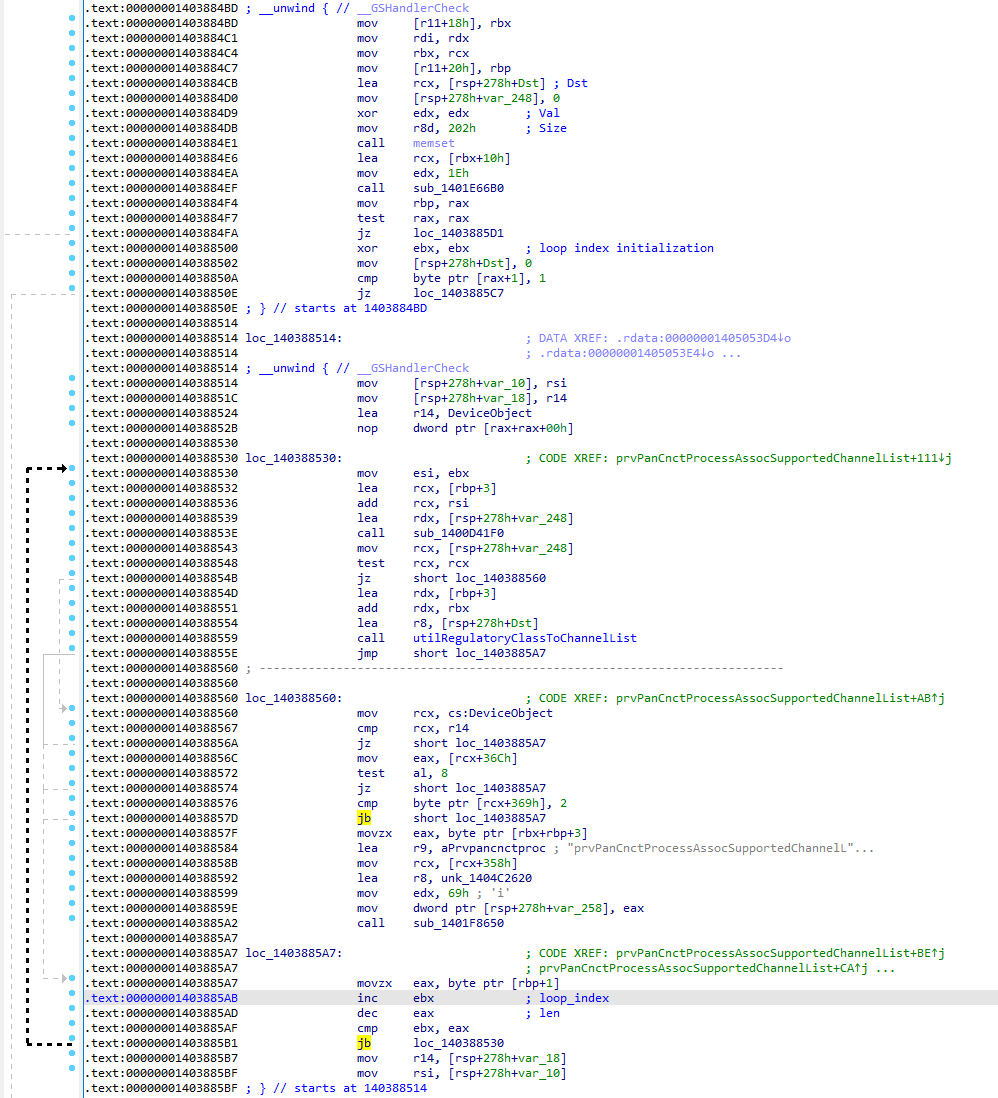 .text:00000001403884BD ; __unwind { // __GSHandlerCheck
.text:00000001403884BD mov [r11+18h], rbx
.text:00000001403884C1 mov rdi, rdx
.text:00000001403884C4 mov rbx, rcx
.text:00000001403884C7 mov [r11+20h], rbp
.text:00000001403884CB lea rcx, [rsp+278h+Dst] ; Dst
.text:00000001403884D0 mov [rsp+278h+var_248], 0
.text:00000001403884D9 xor edx, edx ; Val
.text:00000001403884DB mov r8d, 202h ; Size
.text:00000001403884E1 call memset
.text:00000001403884E6 lea rcx, [rbx+10h]
.text:00000001403884EA mov edx, 1Eh
.text:00000001403884EF call sub_1401E66B0
.text:00000001403884F4 mov rbp, rax
.text:00000001403884F7 test rax, rax
.text:00000001403884FA jz loc_1403885D1
.text:0000000140388500 xor ebx, ebx ; loop index initialization
.text:0000000140388502 mov [rsp+278h+Dst], 0
.text:000000014038850A cmp byte ptr [rax+1], 1
.text:000000014038850E jz loc_1403885C7
.text:000000014038850E ; } // starts at 1403884BD
.text:0000000140388514
.text:0000000140388514 loc_140388514: ; DATA XREF: .rdata:00000001405053D4↓o
.text:0000000140388514 ; .rdata:00000001405053E4↓o ...
.text:0000000140388514 ; __unwind { // __GSHandlerCheck
.text:0000000140388514 mov [rsp+278h+var_10], rsi
.text:000000014038851C mov [rsp+278h+var_18], r14
.text:0000000140388524 lea r14, DeviceObject
.text:000000014038852B nop dword ptr [rax+rax+00h]
.text:0000000140388530
.text:0000000140388530 loc_140388530: ; CODE XREF: prvPanCnctProcessAssocSupportedChannelList+111↓j
.text:0000000140388530 mov esi, ebx
.text:0000000140388532 lea rcx, [rbp+3]
.text:0000000140388536 add rcx, rsi
.text:0000000140388539 lea rdx, [rsp+278h+var_248]
.text:000000014038853E call sub_1400D41F0
.text:0000000140388543 mov rcx, [rsp+278h+var_248]
.text:0000000140388548 test rcx, rcx
.text:000000014038854B jz short loc_140388560
.text:000000014038854D lea rdx, [rbp+3]
.text:0000000140388551 add rdx, rbx
.text:0000000140388554 lea r8, [rsp+278h+Dst]
.text:0000000140388559 call utilRegulatoryClassToChannelList
.text:000000014038855E jmp short loc_1403885A7
.text:0000000140388560 ; ---------------------------------------------------------------------------
.text:0000000140388560
.text:0000000140388560 loc_140388560: ; CODE XREF: prvPanCnctProcessAssocSupportedChannelList+AB↑j
.text:0000000140388560 mov rcx, cs:DeviceObject
.text:0000000140388567 cmp rcx, r14
.text:000000014038856A jz short loc_1403885A7
.text:000000014038856C mov eax, [rcx+36Ch]
.text:0000000140388572 test al, 8
.text:0000000140388574 jz short loc_1403885A7
.text:0000000140388576 cmp byte ptr [rcx+369h], 2
.text:000000014038857D jb short loc_1403885A7
.text:000000014038857F movzx eax, byte ptr [rbx+rbp+3]
.text:0000000140388584 lea r9, aPrvpancnctproc ; "prvPanCnctProcessAssocSupportedChannelL"...
.text:000000014038858B mov rcx, [rcx+358h]
.text:0000000140388592 lea r8, unk_1404C2620
.text:0000000140388599 mov edx, 69h ; 'i'
.text:000000014038859E mov dword ptr [rsp+278h+var_258], eax
.text:00000001403885A2 call sub_1401F8650
.text:00000001403885A7
.text:00000001403885A7 loc_1403885A7: ; CODE XREF: prvPanCnctProcessAssocSupportedChannelList+BE↑j
.text:00000001403885A7 ; prvPanCnctProcessAssocSupportedChannelList+CA↑j ...
.text:00000001403885A7 movzx eax, byte ptr [rbp+1]
.text:00000001403885AB inc ebx ; loop_index
.text:00000001403885AD dec eax ; len
.text:00000001403885AF cmp ebx, eax
.text:00000001403885B1 jb loc_140388530
.text:00000001403885B7 mov r14, [rsp+278h+var_18]
.text:00000001403885BF mov rsi, [rsp+278h+var_10]
.text:00000001403885BF ; } // starts at 140388514